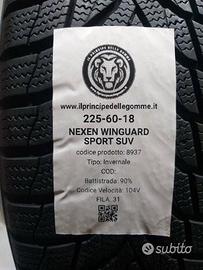 IL PRINCIPE DELLE GOMME
www.ilprincipedellegomme.it
225-60-18
NEXEN WINGUARD
SPORT SUV
codice prodotto: 8937
Tipo: Invernale
COD:
Battistrada: 90%
Codice Velocità: 104V
FILA: 31
subito